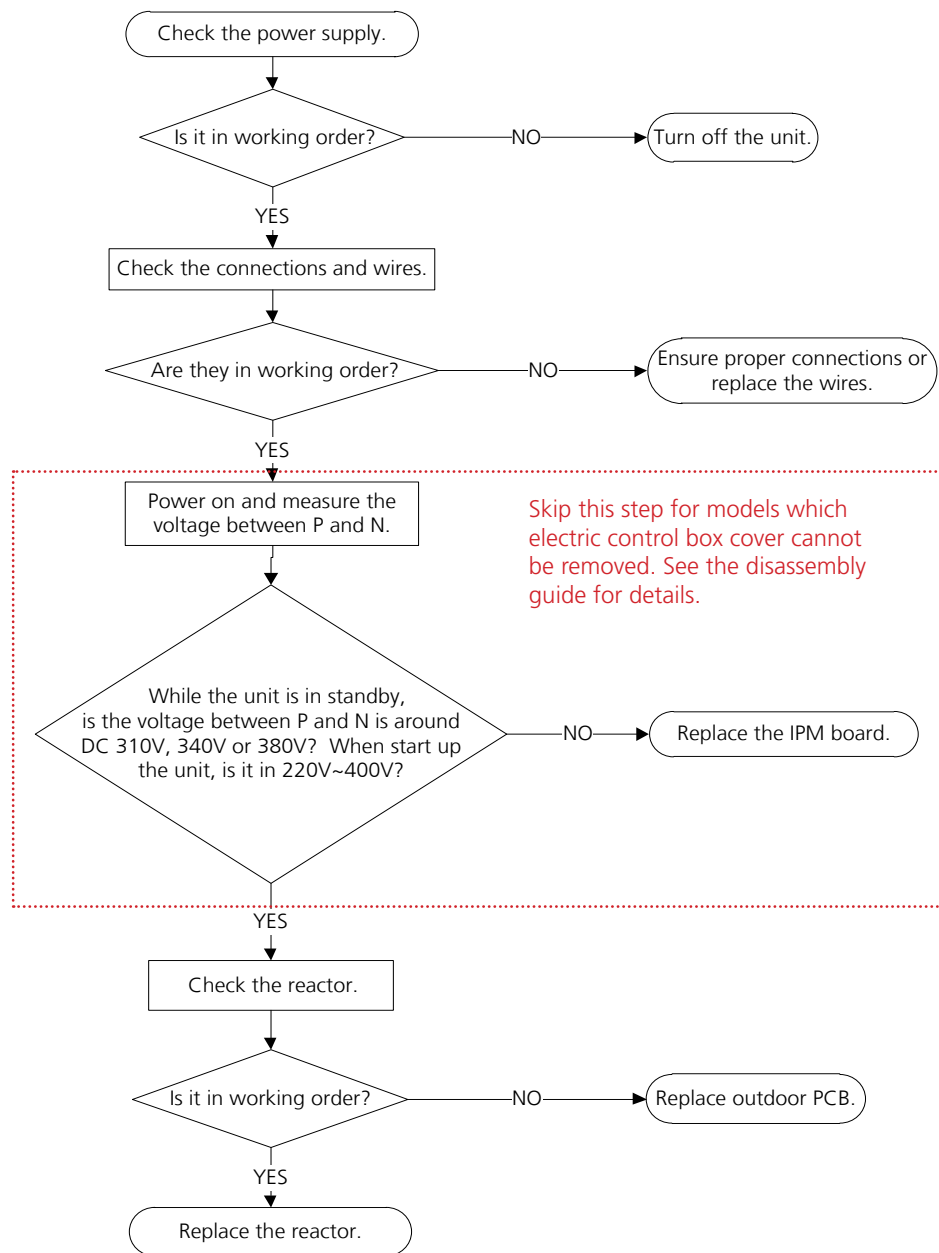 Check the power supply.
Is it in working order?
NO
Turn off the unit.
YES
Check the connections and wires.
Are they in working order?
NO
Ensure proper connections or
replace the wires.
YES
Power on and measure the
voltage between P and N.
Skip this step for models which
electric control box cover cannot
be removed. See the disassembly
guide for details.
While the unit is in standby,
is the voltage between P and N is around
DC 310V, 340V or 380V? When start up
the unit, is it in 220V~400V?
NO
Replace the IPM board.
YES
Check the reactor.
Is it in working order?
NO
Replace outdoor PCB.
YES
Replace the reactor.